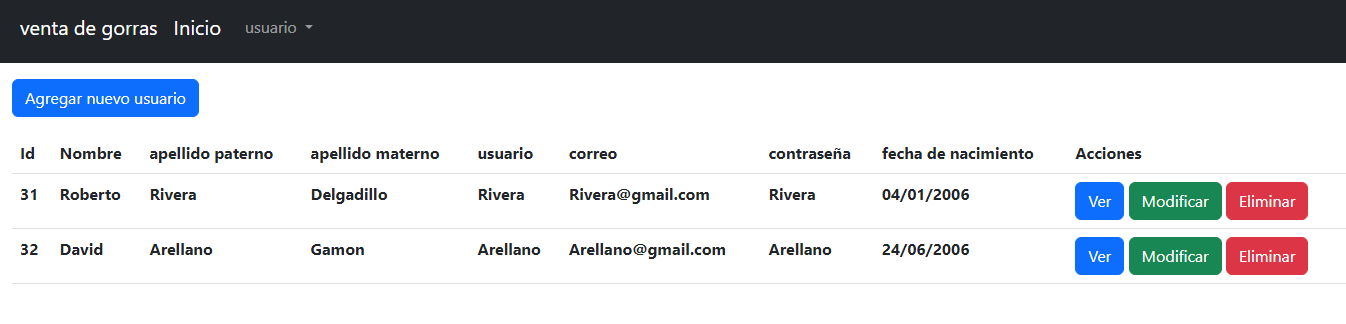 venta de gorras Inicio usuario
Agregar nuevo usuario
Id Nombre apellido paterno apellido materno usuario correo contraseña fecha de nacimiento Acciones
31 Roberto Rivera Delgadillo Rivera Rivera@gmail.com Rivera 04/01/2006 Ver Modificar Eliminar
32 David Arellano Gamon Arellano Arellano@gmail.com Arellano 24/06/2006 Ver Modificar Eliminar